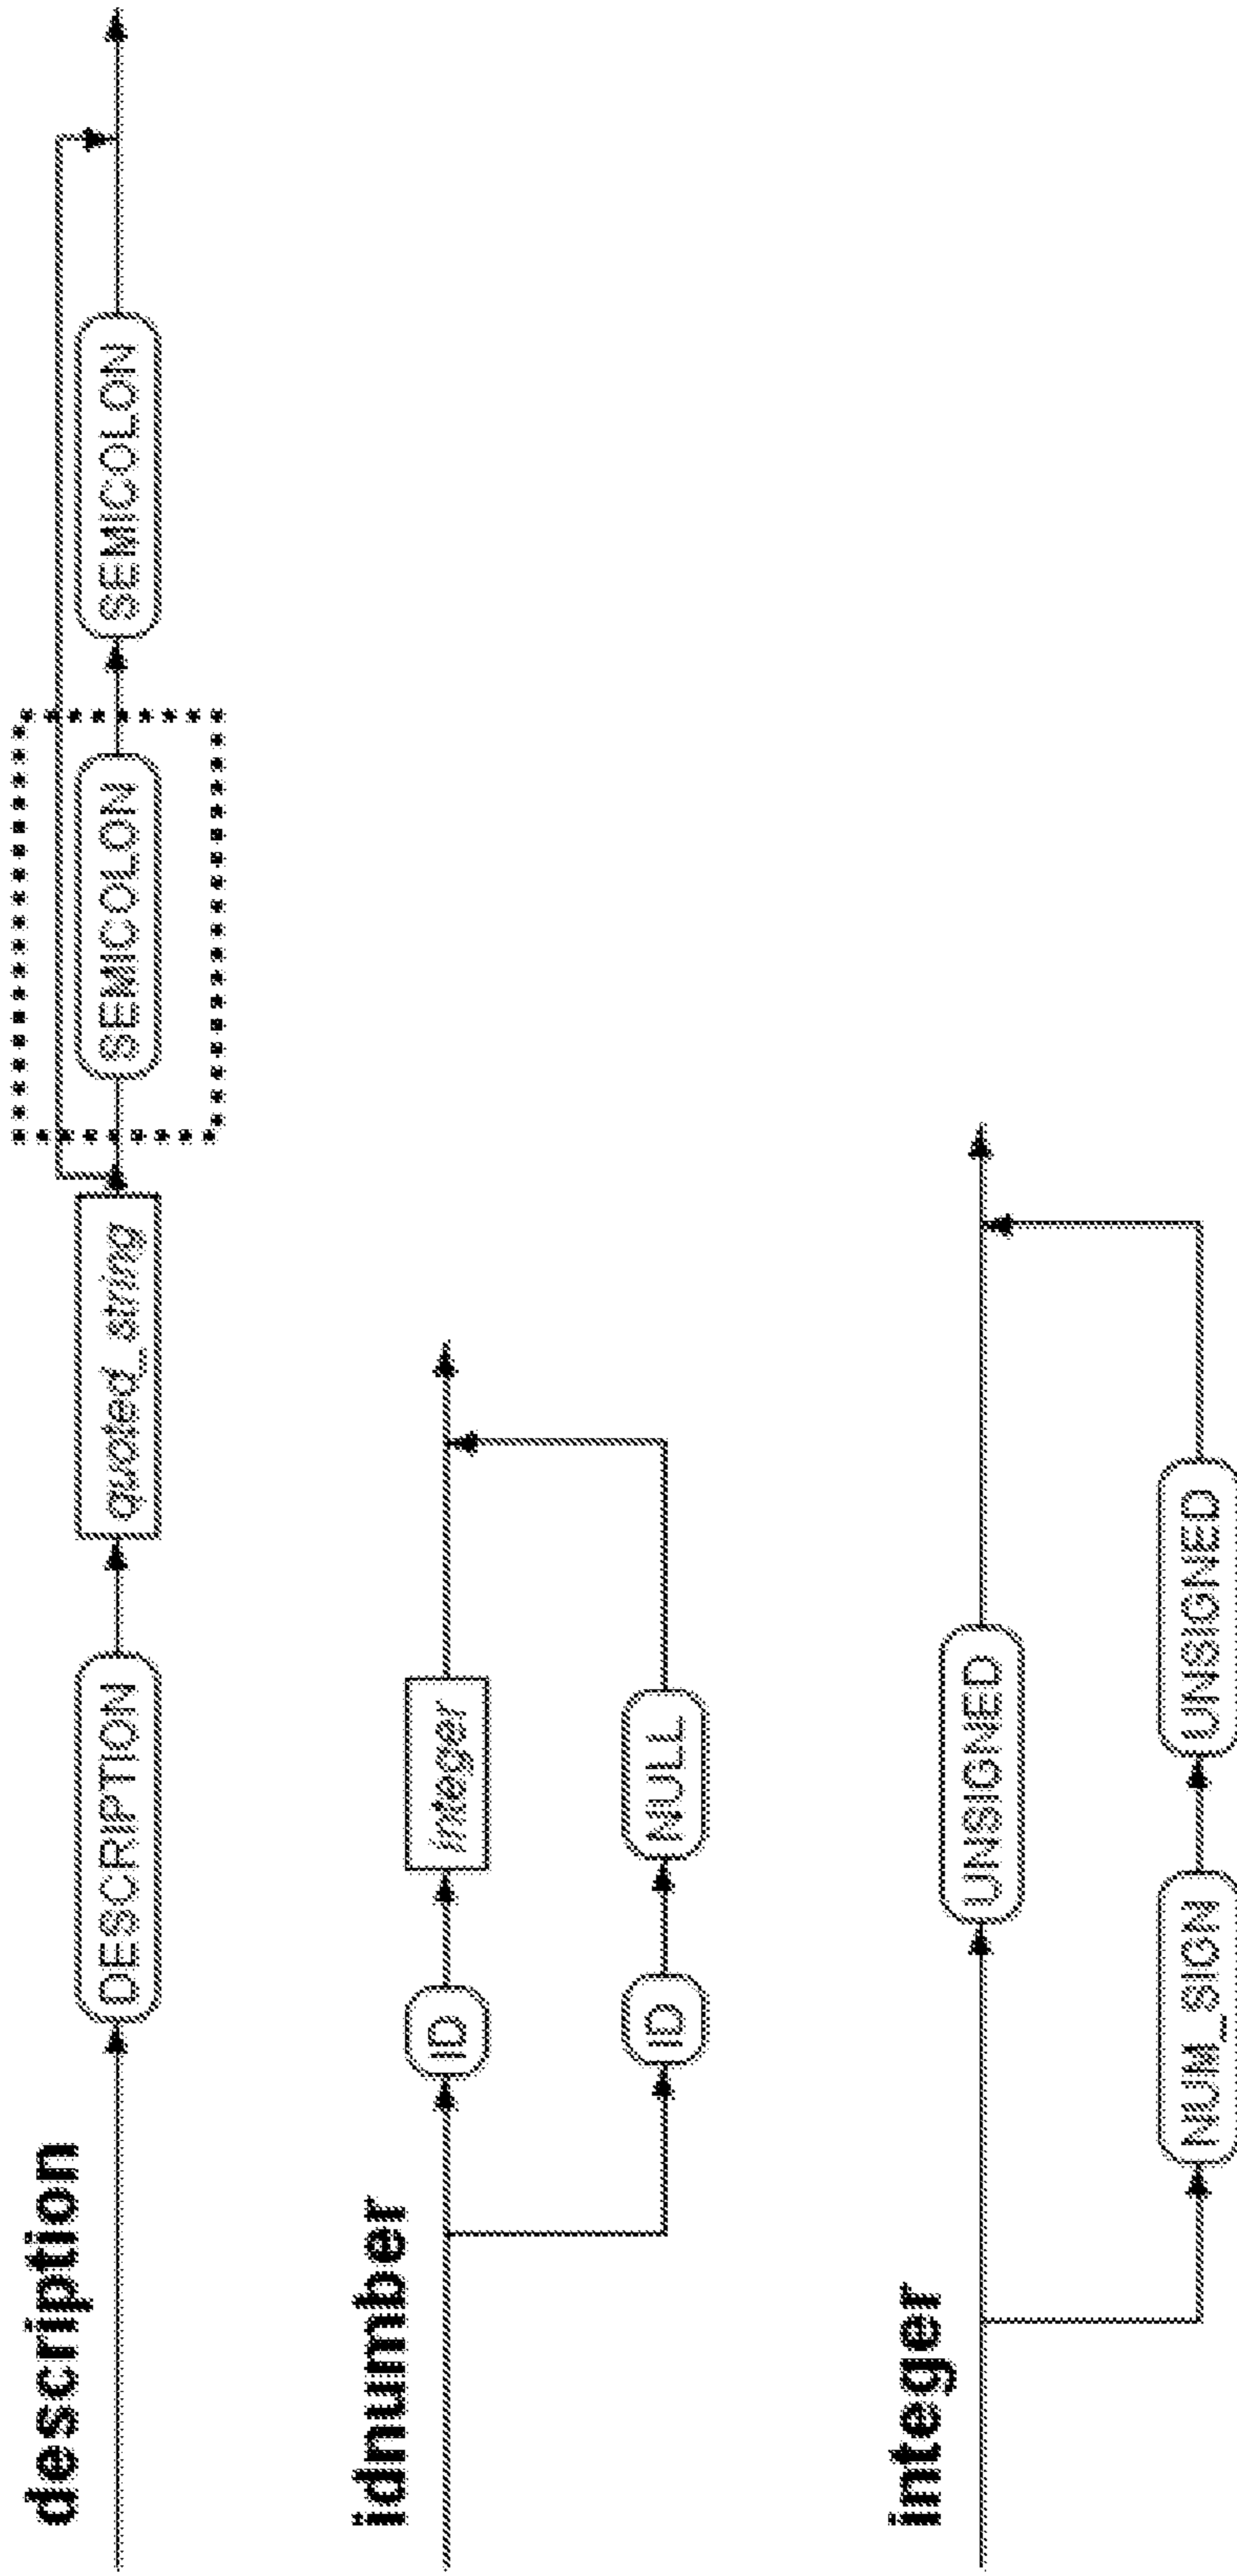 description
DESCRIPTION quoted_string SEMICOLON SEMICOLON
idnumber
ID integer
ID NULL
integer
UNSIGNED
NUM_SIGN UNSIGNED